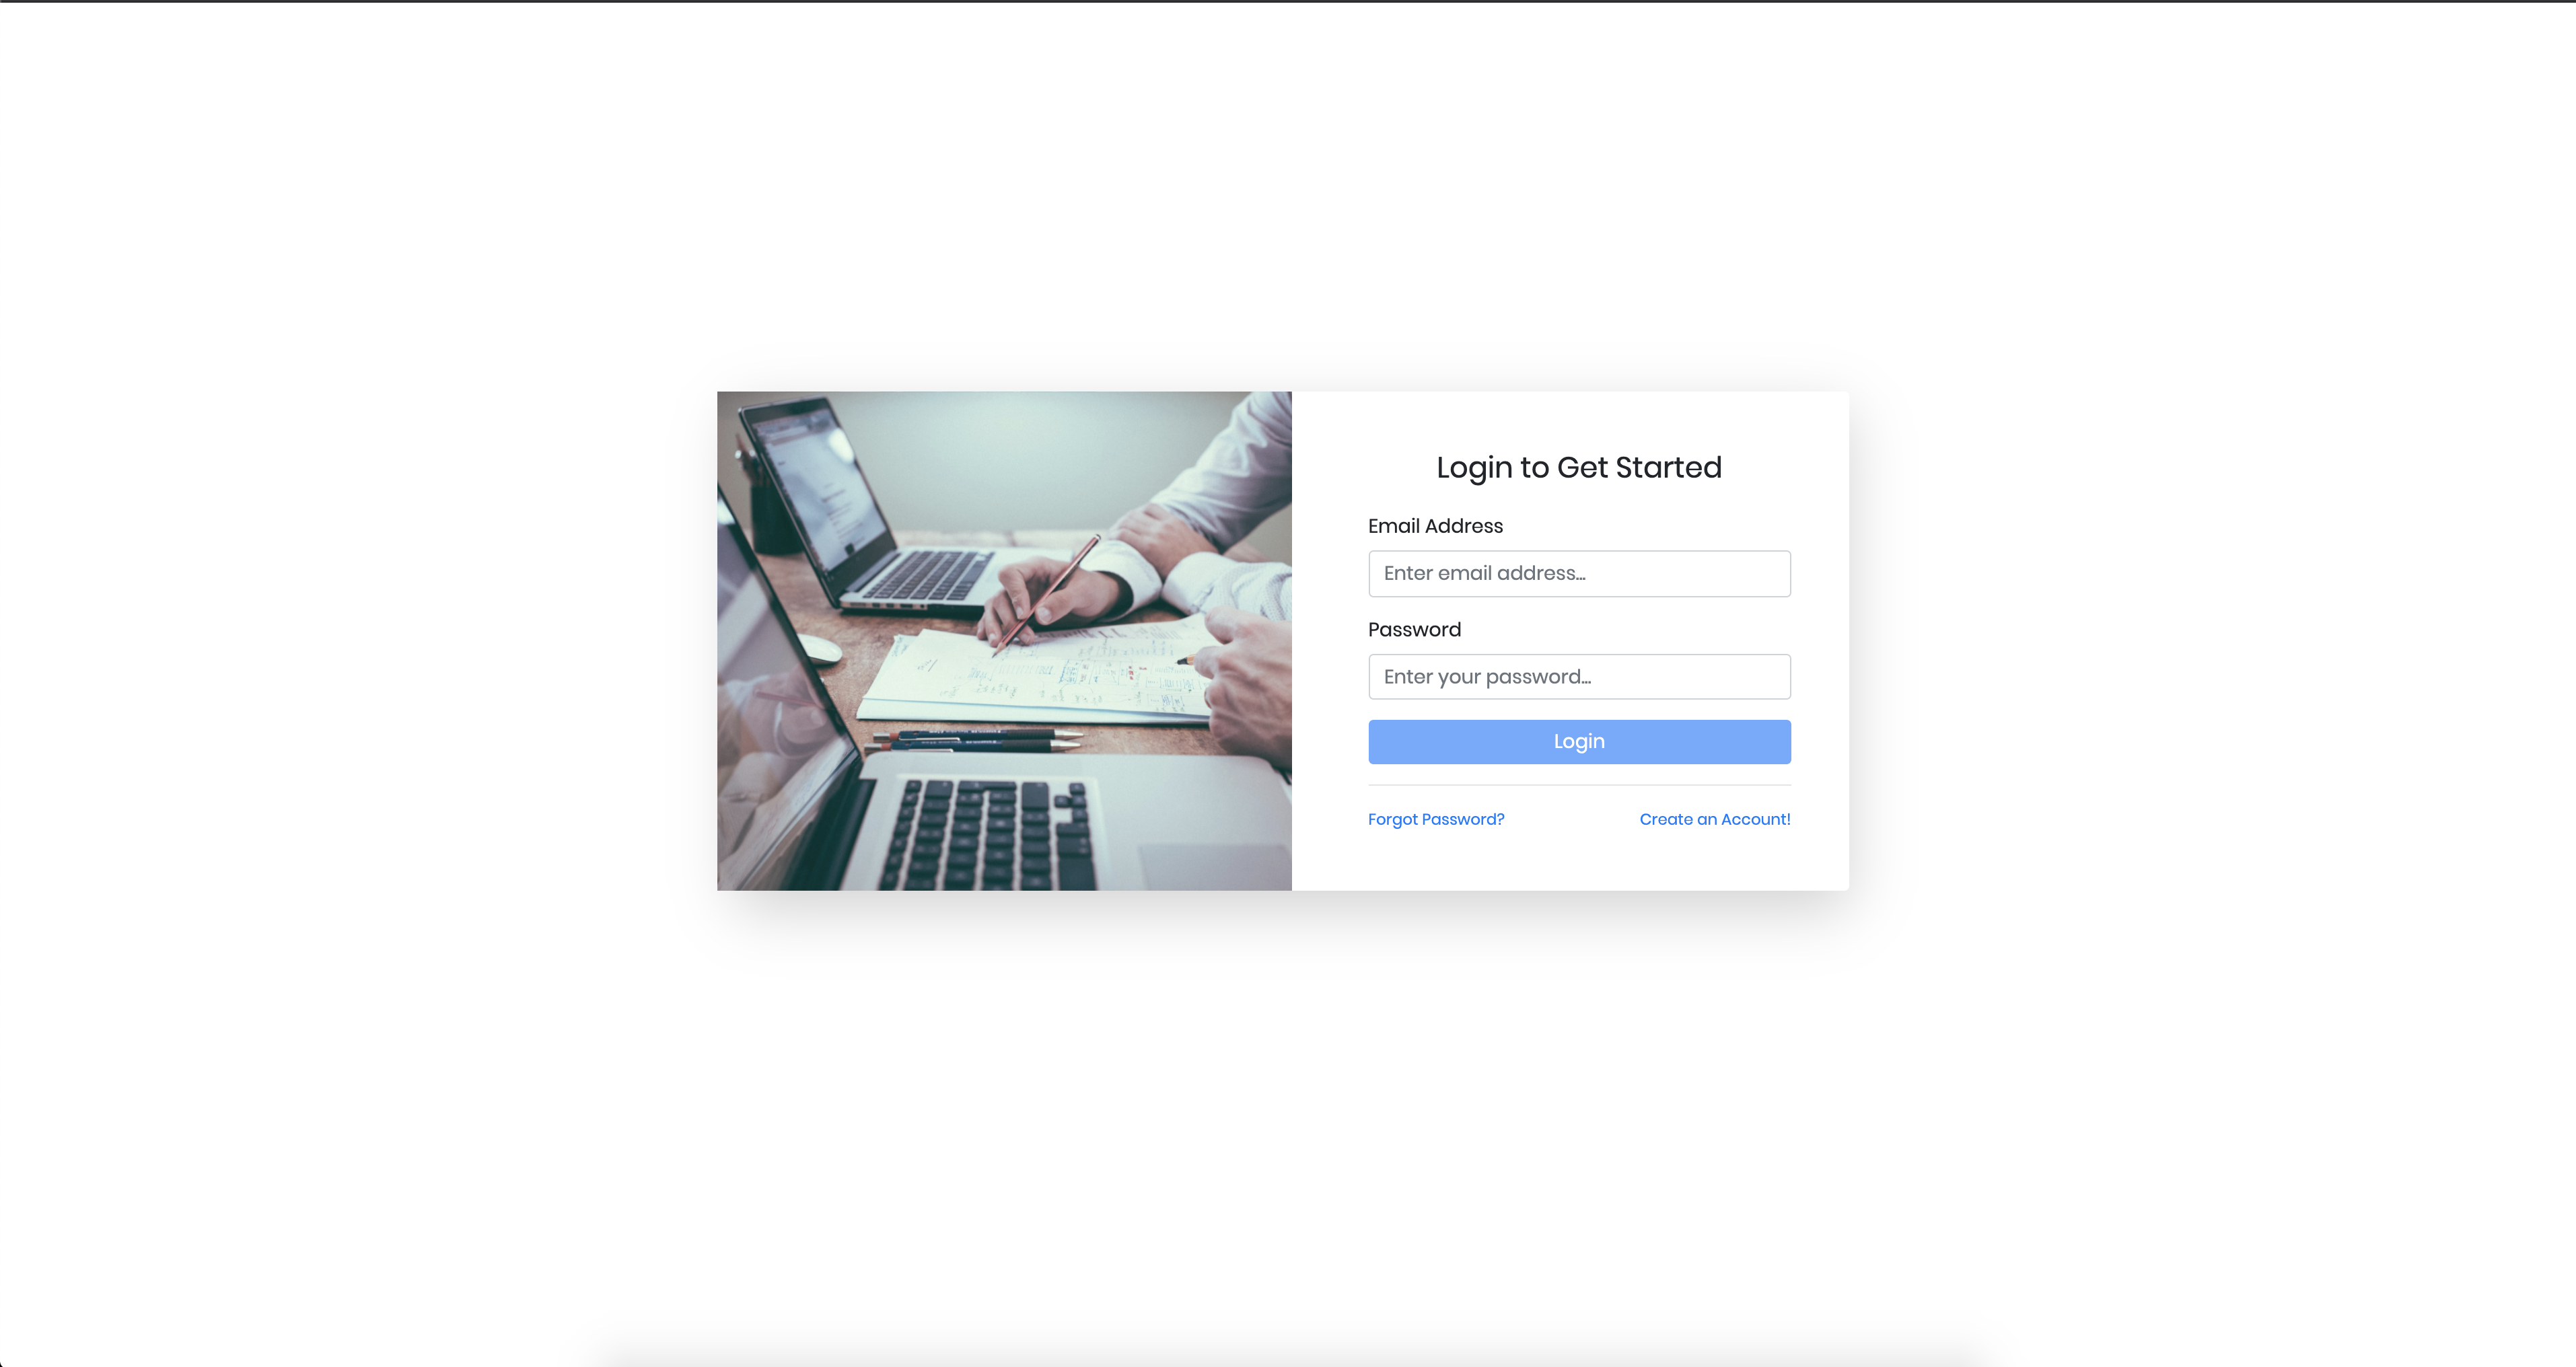 Login to Get Started
Email Address
Enter email address...
Password
Enter your password...
Login
Forgot Password?
Create an Account!